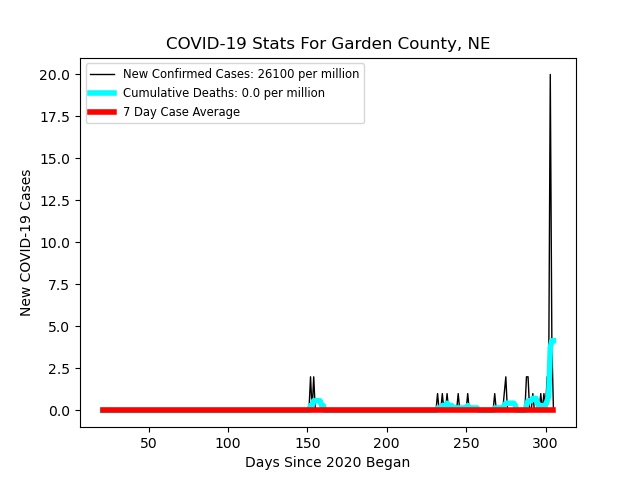 COVID-19 Stats For Garden County, NE
New Confirmed Cases: 26100 per million
Cumulative Deaths: 0.0 per million
7 Day Case Average
20.0
17.5
15.0
12.5
10.0
7.5
5.0
2.5
0.0
New COVID-19 Cases
50 100 150 200 250 300
Days Since 2020 Began